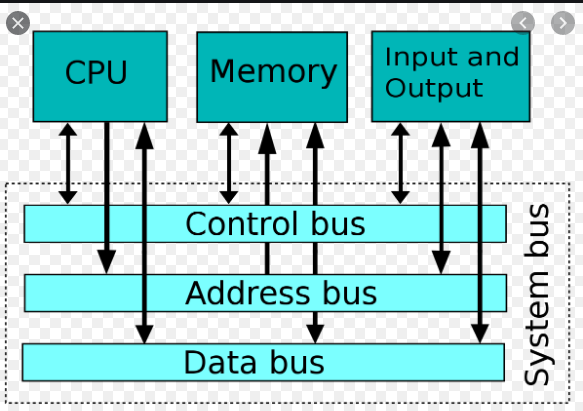 CPU
Memory
Input and
Output
Control bus
Address bus
Data bus
System bus